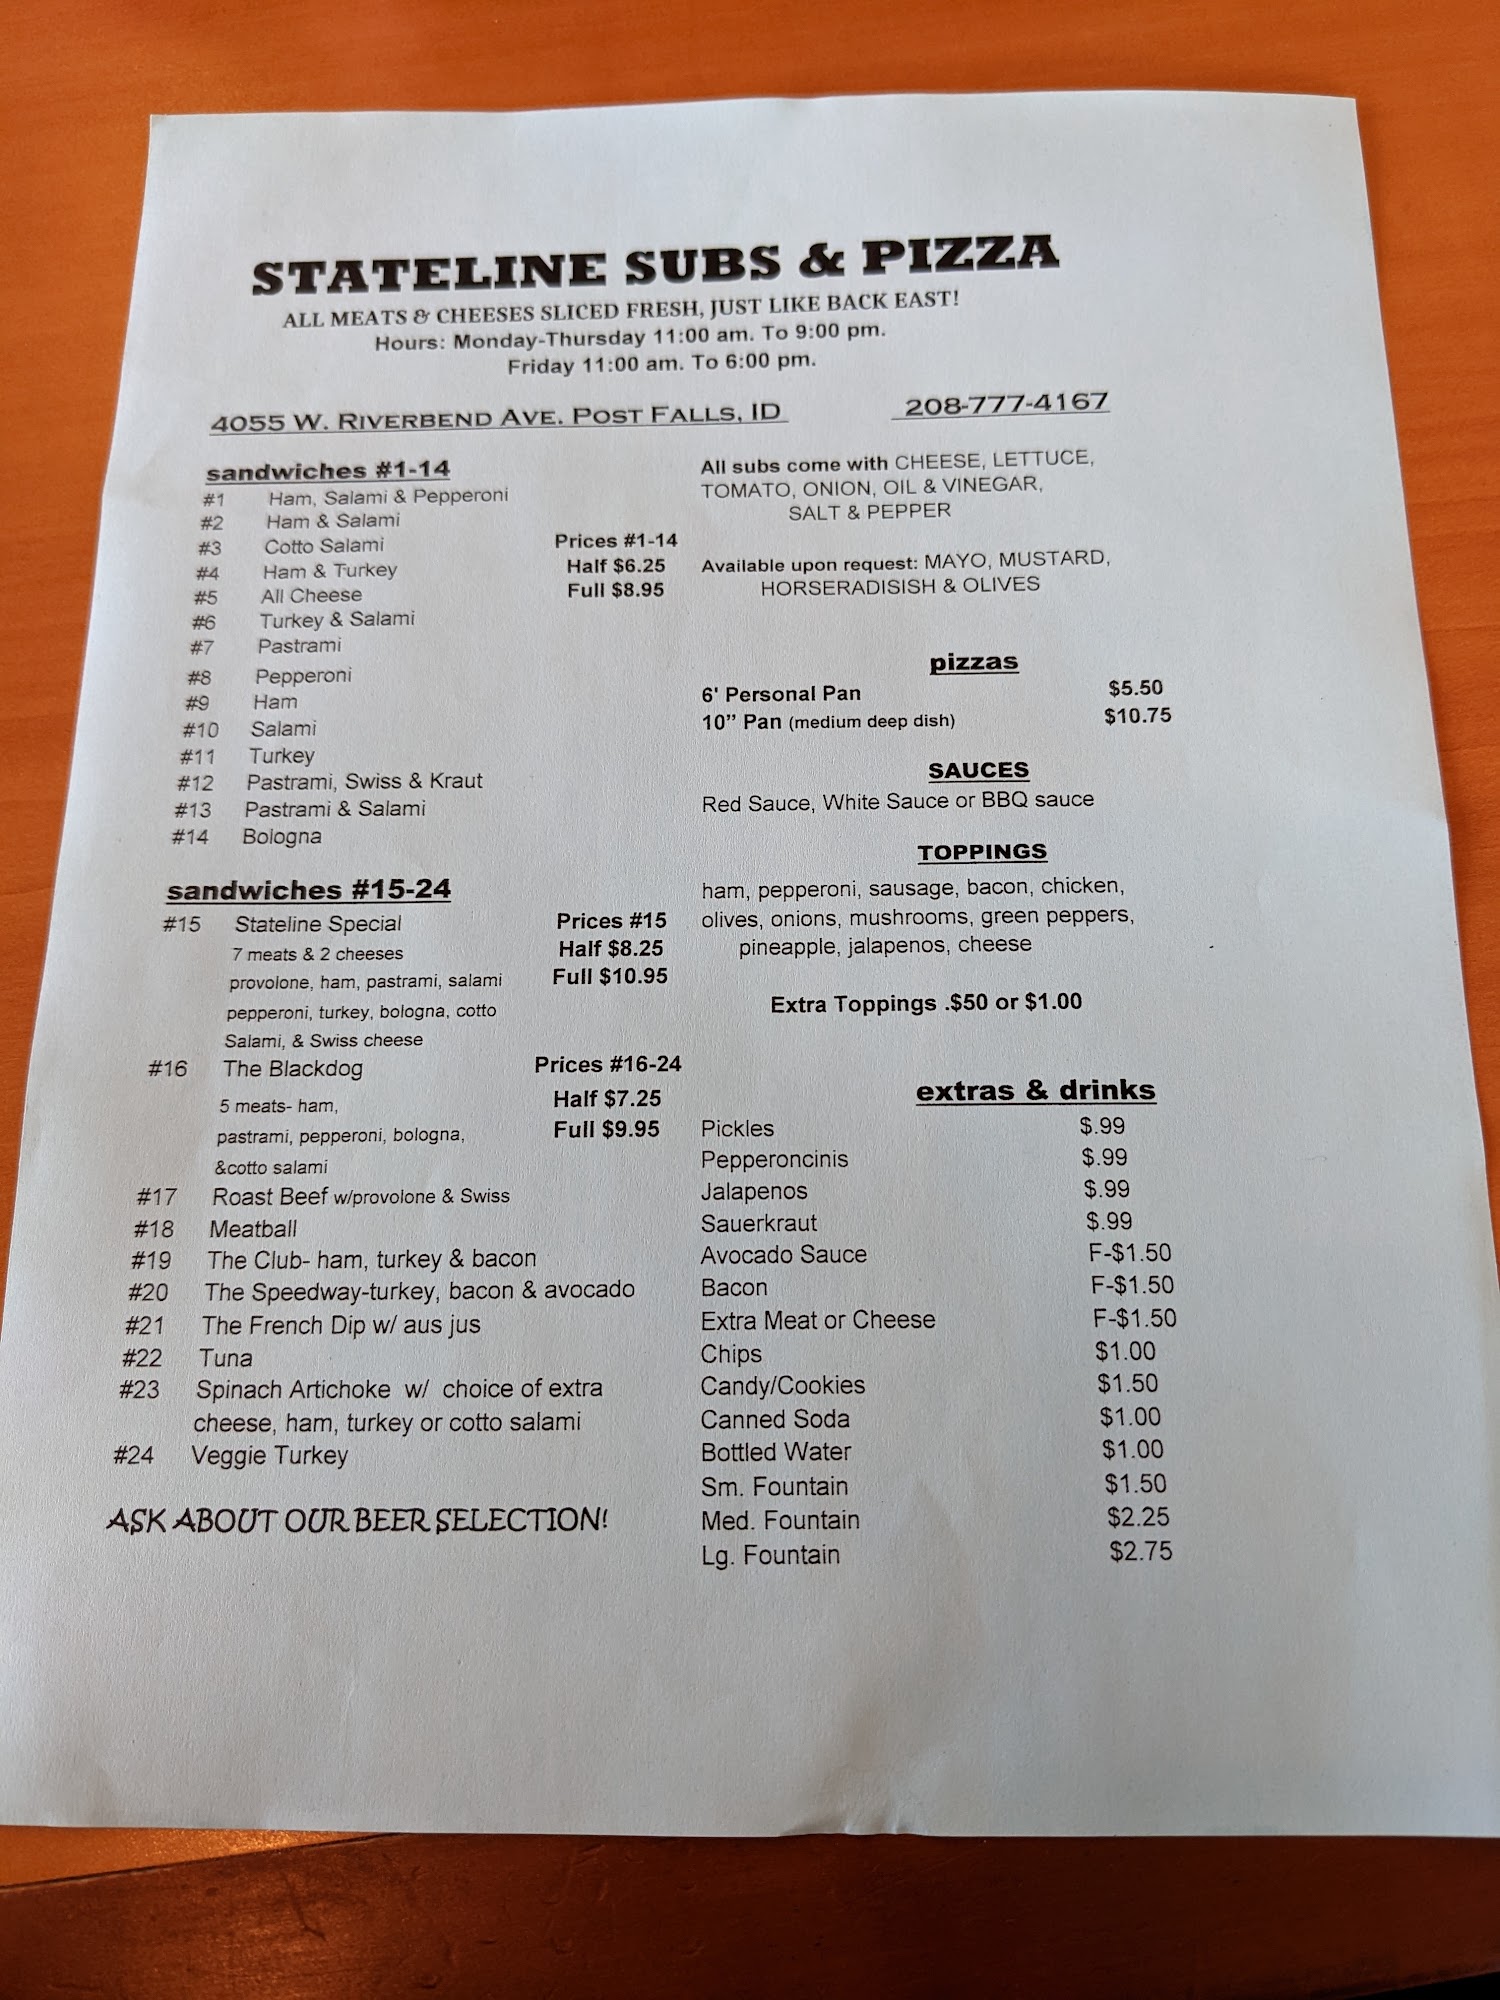 STATELINE SUBS & PIZZA
ALL MEATS & CHEESES SLICED FRESH, JUST LIKE BACK EAST!
Hours: Monday-Thursday 11:00 am. To 9:00 pm.
Friday 11:00 am. To 6:00 pm.
4055 W. RIVERBEND AVE. POST FALLS, ID 208-777-4167
sandwiches #1-14
#1 Ham, Salami & Pepperoni
#2 Ham & Salami
#3 Cotto Salami
#4 Ham & Turkey
#5 All Cheese
#6 Turkey & Salami
#7 Pastrami
#8 Pepperoni
#9 Ham
#10 Salami
#11 Turkey
#12 Pastrami, Swiss & Kraut
#13 Pastrami & Salami
#14 Bologna
Prices #1-14
Half $6.25
Full $8.95
sandwiches #15-24
#15 Stateline Special
7 meats & 2 cheeses
provolone, ham, pastrami, salami
pepperoni, turkey, bologna, cotto
Salami, & Swiss cheese
Prices #15
Half $8.25
Full $10.95
#16 The Blackdog
5 meats- ham,
pastrami, pepperoni, bologna,
&cotto salami
Prices #16-24
Half $7.25
Full $9.95
#17 Roast Beef w/provolone & Swiss
#18 Meatball
#19 The Club- ham, turkey & bacon
#20 The Speedway-turkey, bacon & avocado
#21 The French Dip w/ aus jus
#22 Tuna
#23 Spinach Artichoke w/ choice of extra
cheese, ham, turkey or cotto salami
#24 Veggie Turkey
ASK ABOUT OUR BEER SELECTION!
All subs come with CHEESE, LETTUCE,
TOMATO, ONION, OIL & VINEGAR,
SALT & PEPPER
Available upon request: MAYO, MUSTARD,
HORSERADISISH & OLIVES
pizzas
6' Personal Pan $5.50
10” Pan (medium deep dish) $10.75
SAUCES
Red Sauce, White Sauce or BBQ sauce
TOPPINGS
ham, pepperoni, sausage, bacon, chicken,
olives, onions, mushrooms, green peppers,
pineapple, jalapenos, cheese
Extra Toppings .$50 or $1.00
extras & drinks
Pickles $.99
Pepperoncinis $.99
Jalapenos $.99
Sauerkraut $.99
Avocado Sauce F-$1.50
Bacon F-$1.50
Extra Meat or Cheese F-$1.50
Chips $1.00
Candy/Cookies $1.50
Canned Soda $1.00
Bottled Water $1.00
Sm. Fountain $1.50
Med. Fountain $2.25
Lg. Fountain $2.75